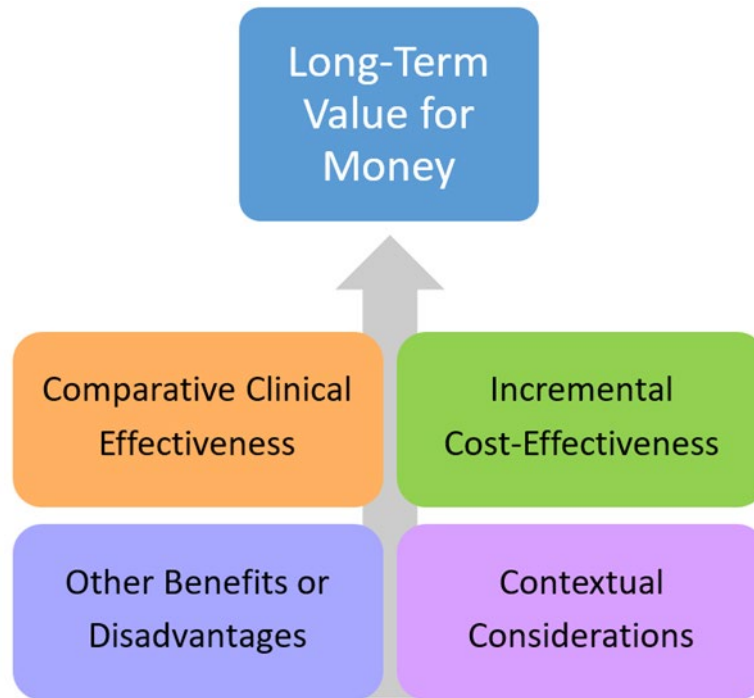 Long-Term
Value for
Money
Comparative Clinical
Effectiveness
Incremental
Cost-Effectiveness
Other Benefits or
Disadvantages
Contextual
Considerations